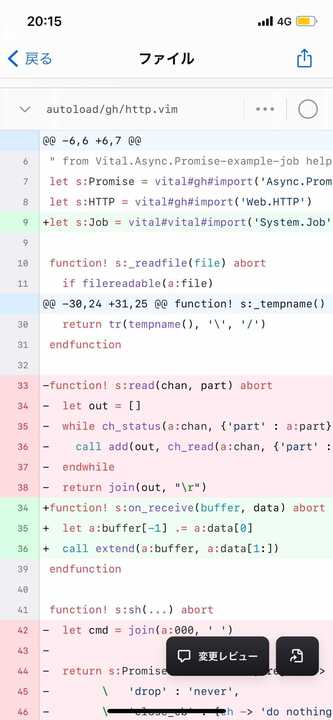 20:15
4G
戻る
ファイル
autoload/gh/http.vim
@@ -6,6 +6,7 @@
6 " from Vital.Async.Promise-example-job help
7 let s:Promise = vital#gh#import('Async.Prom
8 let s:HTTP = vital#gh#import('Web.HTTP')
9 +let s:Job = vital#vital#import('System.Job'
9
10 function! s:_readfile(file) abort
11 if filereadable(a:file)
@@ -30,24 +31,25 @@ function! s:_tempname()
30 return tr(tempname(), '\', '/')
31 endfunction
32
33 -function! s:read(chan, part) abort
34 - let out = []
35 - while ch_status(a:chan, {'part' : a:part}
36 - call add(out, ch_read(a:chan, {'part' :
37 - endwhile
38 - return join(out, "\r")
34 +function! s:on_receive(buffer, data) abort
35 + let a:buffer[-1] .= a:data[0]
36 + call extend(a:buffer, a:data[1:])
39 endfunction
40
41 function! s:sh(...) abort
42 - let cmd = join(a:000, ' ')
43 -
44 - return s:Promise
45 - \ 'drop' : 'never',
46 - \ -> 'do nothing
変更レビュー